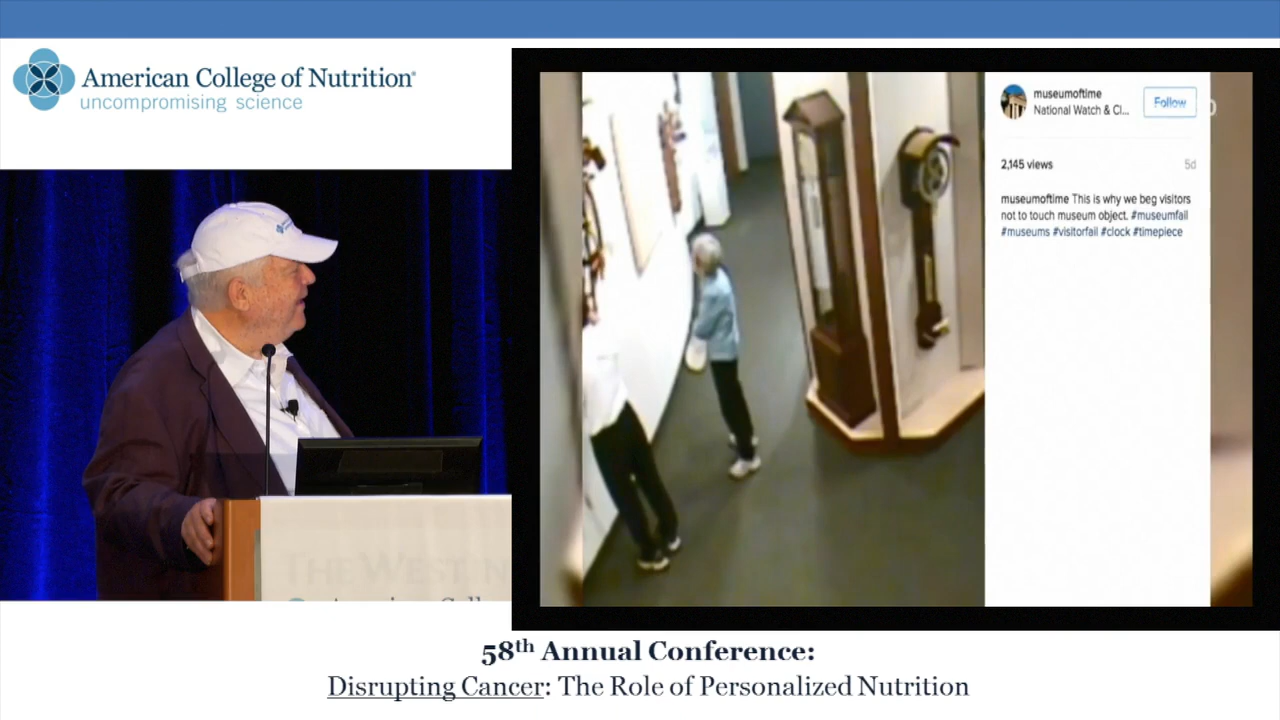 American College of Nutrition®
uncompromising science
museumoftime
National Watch & Cl...
Follow
2,145 views
5d
museumoftime This is why we beg visitors
not to touch museum object. #museumfail
#museums #visitorfail #clock #timepiece
THE WESTIN
58th Annual Conference:
Disrupting Cancer: The Role of Personalized Nutrition